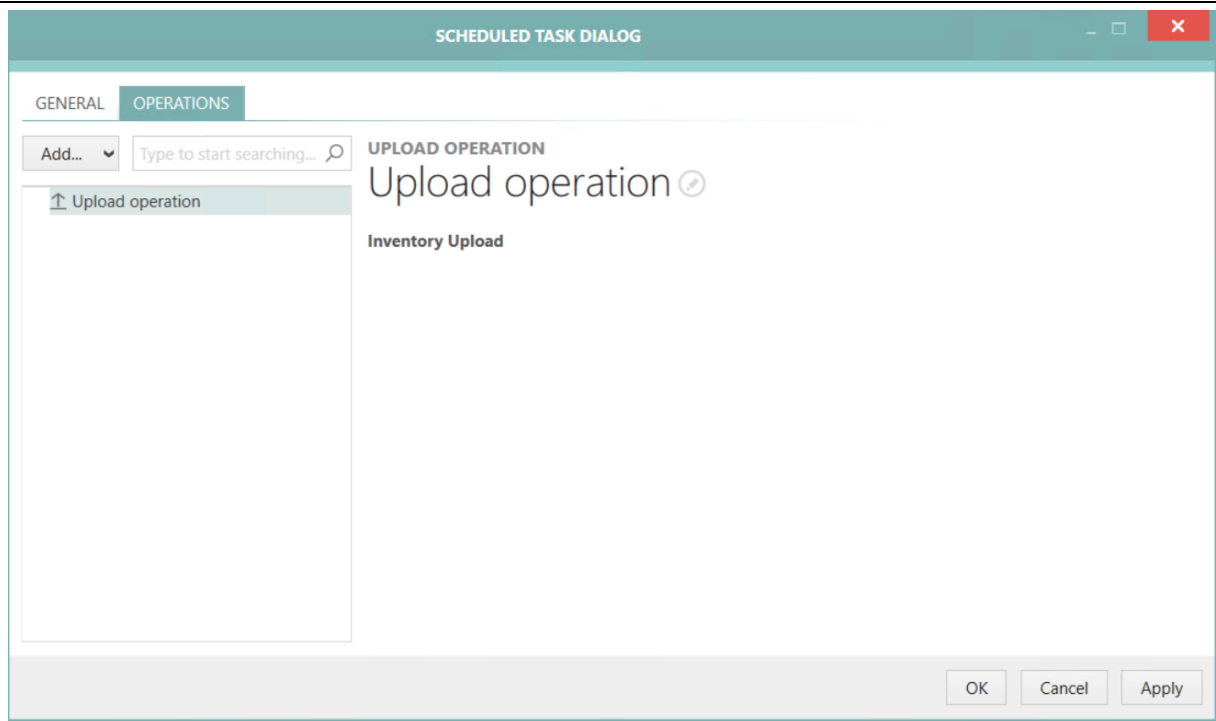 SCHEDULED TASK DIALOG
GENERAL OPERATIONS
Add... Type to start searching...
Upload operation
UPLOAD OPERATION
Upload operation
Inventory Upload
OK Cancel Apply